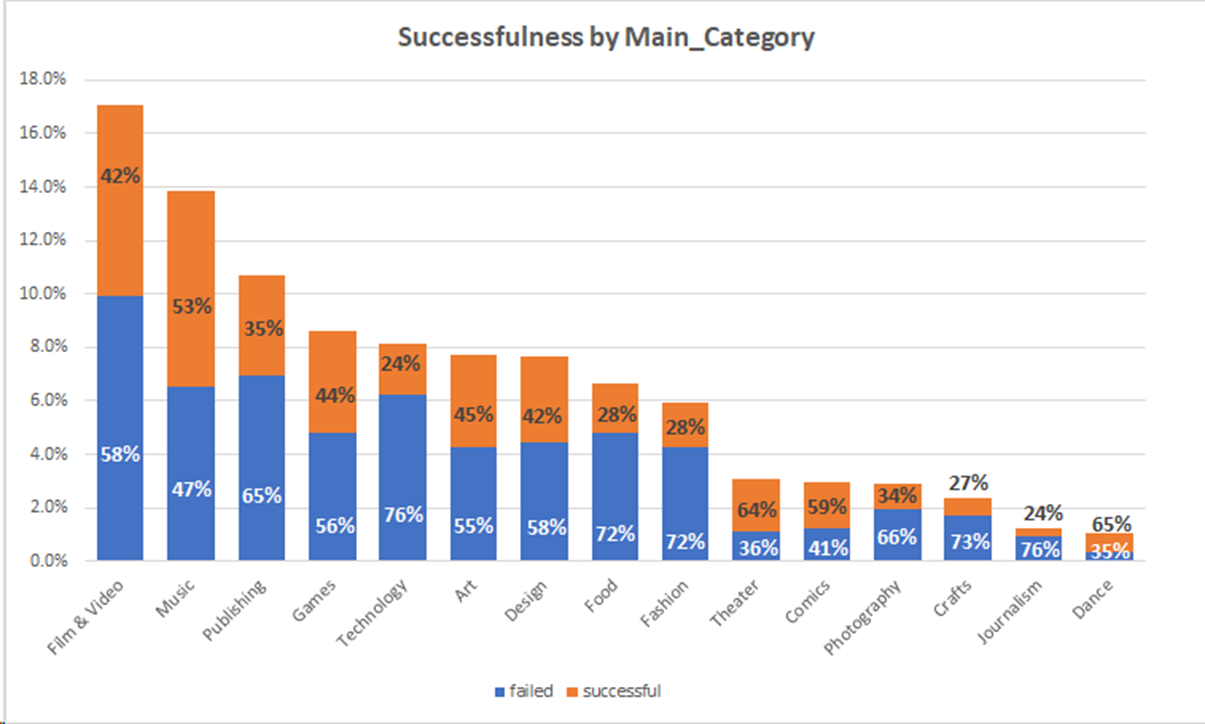 Successfulness by Main_Category
18.0%
16.0%
14.0%
12.0%
10.0%
8.0%
6.0%
4.0%
2.0%
0.0%
42%
58%
53%
47%
35%
65%
44%
56%
24%
76%
45%
55%
42%
58%
28%
72%
28%
72%
64%
36%
59%
41%
34%
66%
27%
73%
24%
76%
65%
35%
Film & Video
Music
Publishing
Games
Technology
Art
Design
Food
Fashion
Theater
Comics
Photography
Crafts
Journalism
Dance
failed successful